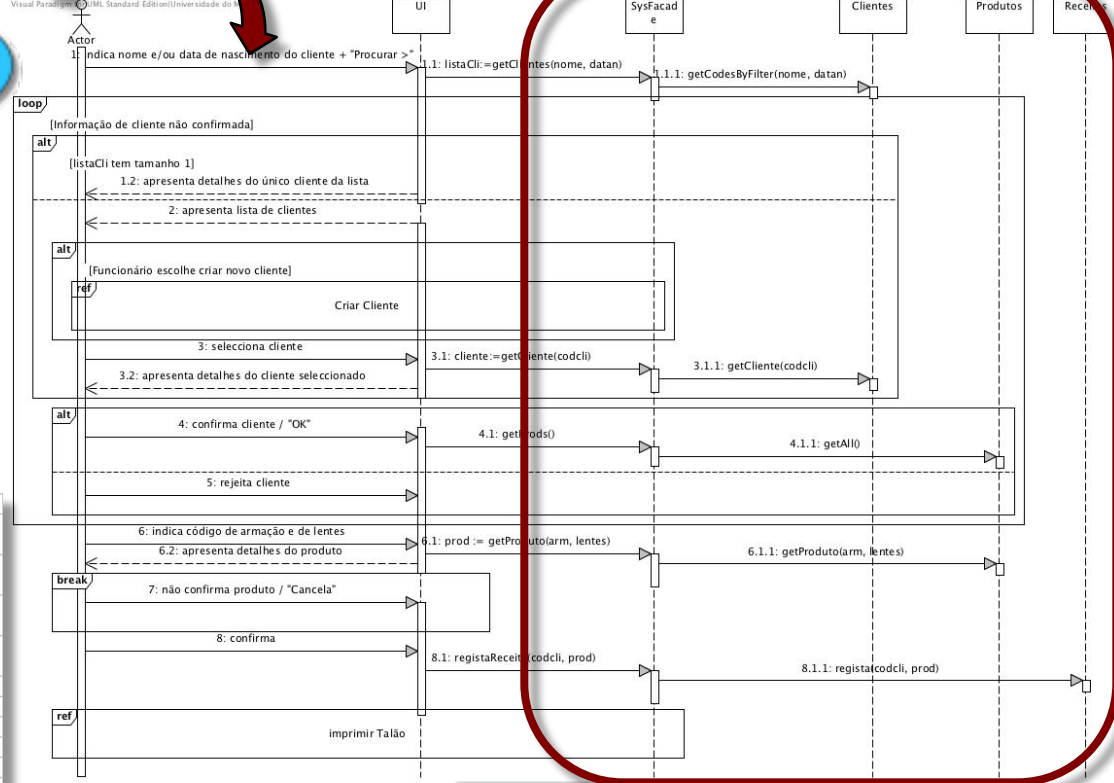 Visual Paradigm for UML Standard Edition(Universidade do M
UI
SysFacad
e
Clientes
Produtos
Receitas
Actor
1: indica nome e/ou data de nascimento do cliente + "Procurar >"
1.1: listaCli:=getClientes(nome, datan)
1.1.1: getCodesByFilter(nome, datan)
loop
[Informação de cliente não confirmada]
alt
[listaCli tem tamanho 1]
1.2: apresenta detalhes do único cliente da lista
2: apresenta lista de clientes
alt
[Funcionário escolhe criar novo cliente]
ref
Criar Cliente
3: selecciona cliente
3.1: cliente:=getCliente(codcli)
3.1.1: getCliente(codcli)
3.2: apresenta detalhes do cliente seleccionado
alt
4: confirma cliente / "OK"
4.1: getProds()
4.1.1: getAll()
5: rejeita cliente
6: indica código de armação e de lentes
6.1: prod := getProduto(arm, lentes)
6.1.1: getProduto(arm, lentes)
6.2: apresenta detalhes do produto
break
7: não confirma produto / "Cancela"
8: confirma
8.1: registaReceita(codcli, prod)
8.1.1: regista(codcli, prod)
ref
imprimir Talão